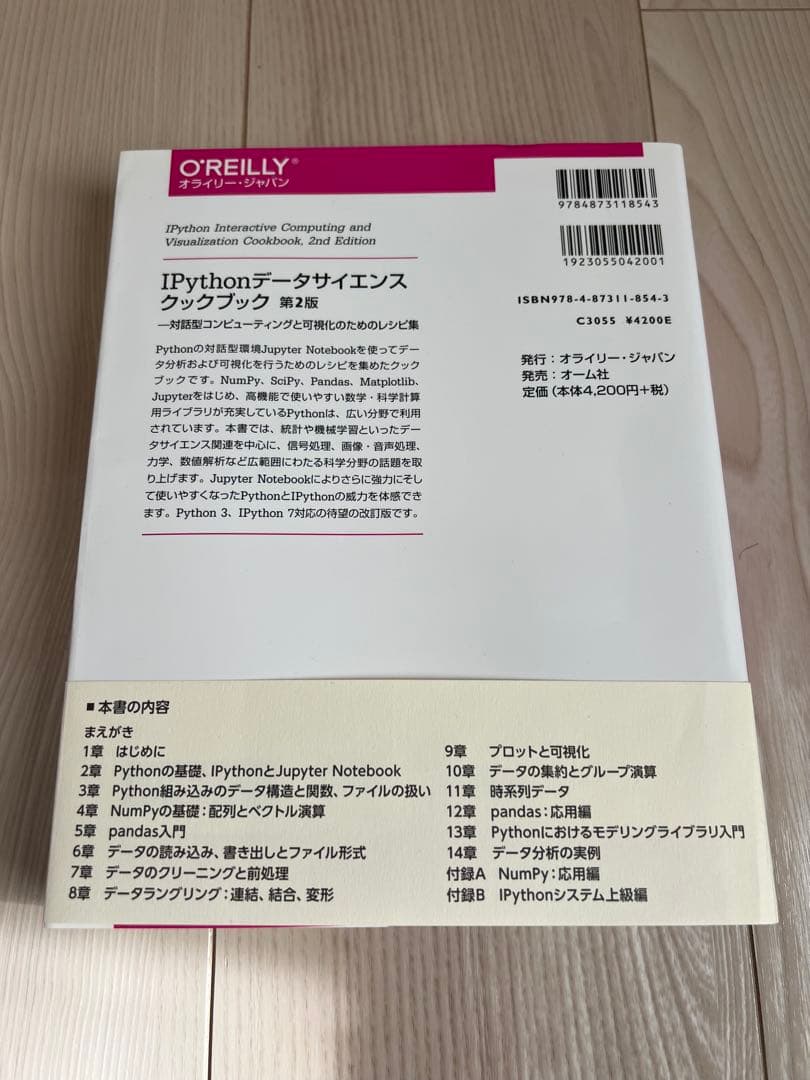 O'REILLY®
オライリー・ジャパン
IPython Interactive Computing and
Visualization Cookbook, 2nd Edition
IPythonデータサイエンス
クックブック 第2版
―対話型コンピューティングと可視化のためのレシピ集
Pythonの対話型環境Jupyter Notebookを使ってデー
タ分析および可視化を行うためのレシピを集めたクック
ブックです。NumPy、SciPy、Pandas、Matplotlib、
Jupyterをはじめ、高機能で使いやすい数学・科学計算
用ライブラリが充実しているPythonは、広い分野で利用
されています。本書では、統計や機械学習といったデー
タサイエンス関連を中心に、信号処理、画像・音声処理、
力学、数値解析など広範囲にわたる科学分野の話題を取
り上げます。Jupyter Notebookによりさらに強力にそし
て使いやすくなったPythonとIPythonの威力を体感でき
ます。Python 3、IPython 7対応の待望の改訂版です。
9784873118543
1923055042001
ISBN978-4-87311-854-3
C3055 ¥4200E
発行：オライリー・ジャパン
発売：オーム社
定価（本体4,200円+税）
■本書の内容
まえがき
1章 はじめに
2章 Pythonの基礎、IPythonとJupyter Notebook
3章 Python組み込みのデータ構造と関数、ファイルの扱い
4章 NumPyの基礎：配列とベクトル演算
5章 pandas入門
6章 データの読み込み、書き出しとファイル形式
7章 データのクリーニングと前処理
8章 データラングリング：連結、結合、変形
9章 プロットと可視化
10章 データの集約とグループ演算
11章 時系列データ
12章 pandas：応用編
13章 Pythonにおけるモデリングライブラリ入門
14章 データ分析の実例
付録A NumPy：応用編
付録B IPythonシステム上級編